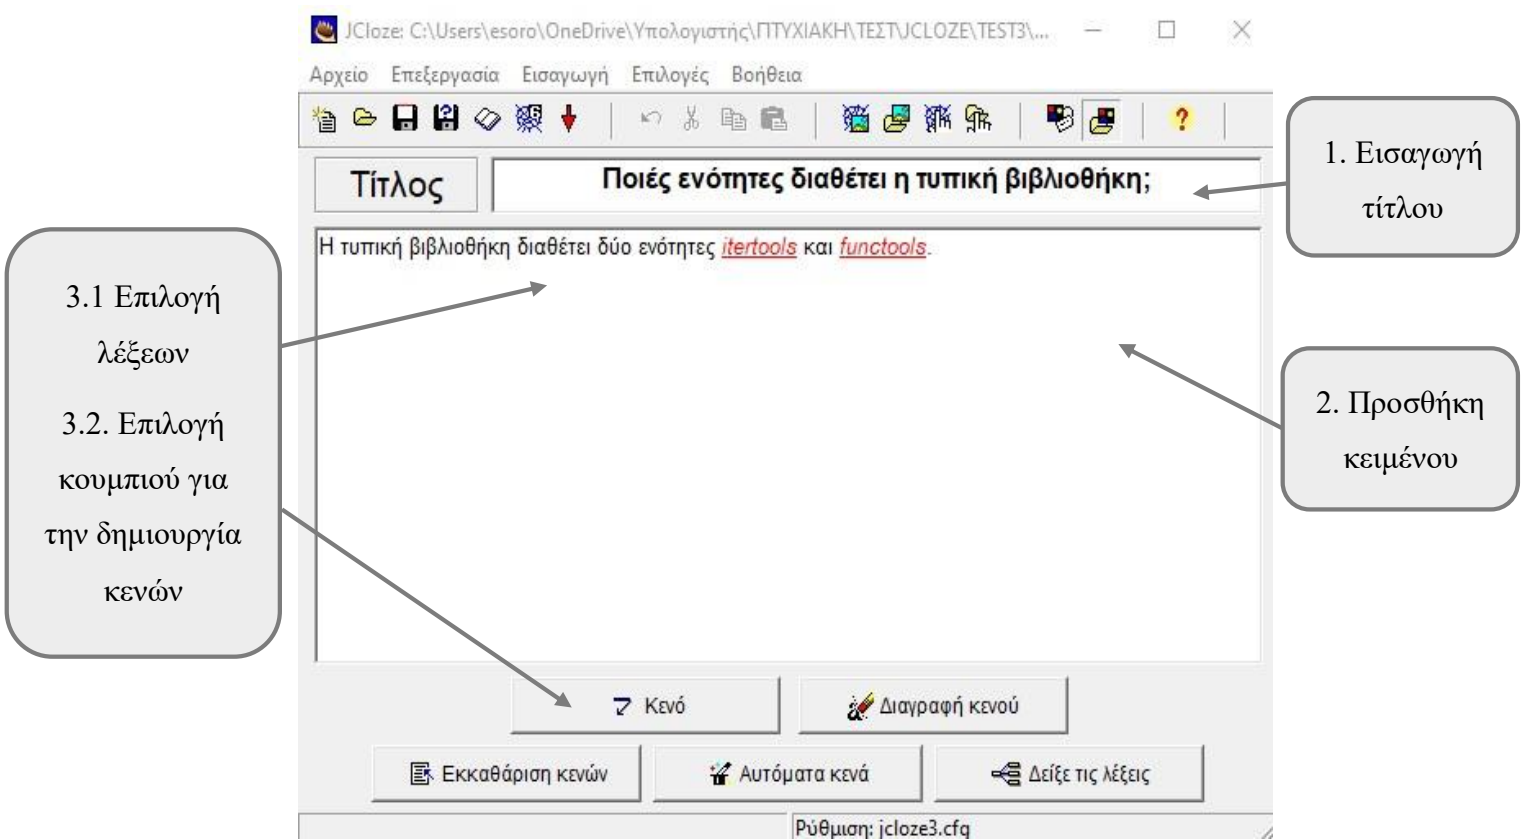 JCloze: C:\Users\esoro\OneDrive\Υπολογιστής\ΠΤΥΧΙΑΚΗ\ΤΕΣΤ\JCLOZE\TEST3\...
Αρχείο Επεξεργασία Εισαγωγή Επιλογές Βοήθεια
Τίτλος
Ποιές ενότητες διαθέτει η τυπική βιβλιοθήκη;
Η τυπική βιβλιοθήκη διαθέτει δύο ενότητες itertools και functools.
1. Εισαγωγή
τίτλου
3.1 Επιλογή
λέξεων
3.2. Επιλογή
κουμπιού για
την δημιουργία
κενών
2. Προσθήκη
κειμένου
Κενό
Διαγραφή κενού
Εκκαθάριση κενών
Αυτόματα κενά
Δείξε τις λέξεις
Ρύθμιση: jcloze3.cfg